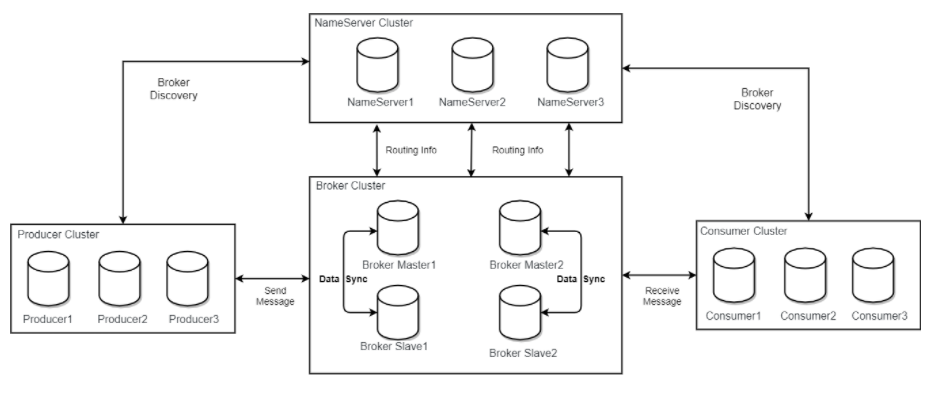 NameServer Cluster
NameServer1
NameServer2
NameServer3
Broker
Discovery
Broker
Discovery
Routing Info
Routing Info
Broker Cluster
Producer Cluster
Consumer Cluster
Broker Master1
Broker Master2
Data Sync
Data Sync
Send
Message
Receive
Message
Producer1
Producer2
Producer3
Consumer1
Consumer2
Consumer3
Broker Slave1
Broker Slave2